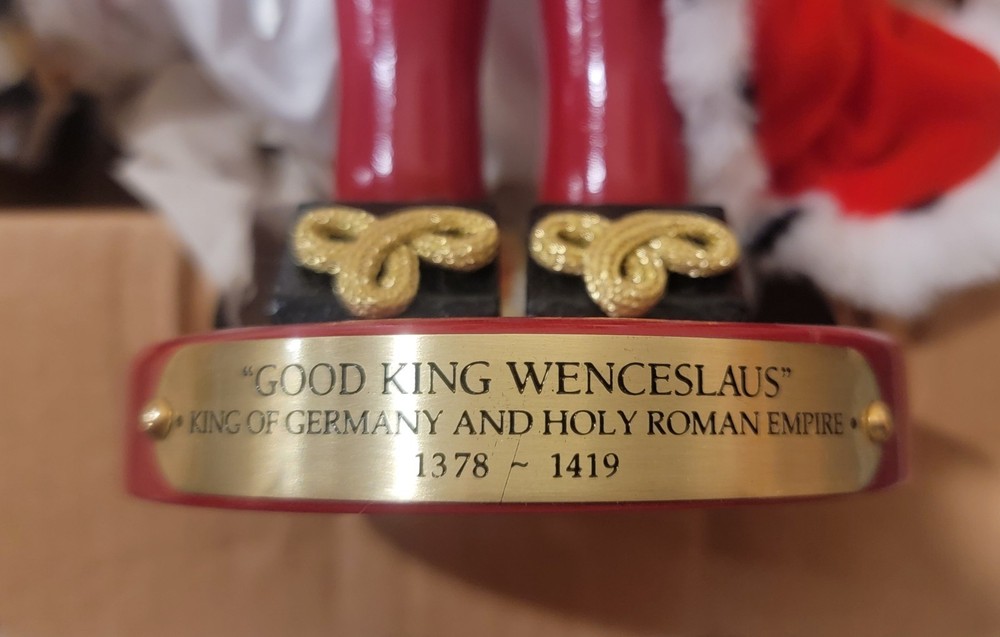 “GOOD KING WENCESLAUS”
• KING OF GERMANY AND HOLY ROMAN EMPIRE •
1378 ~ 1419